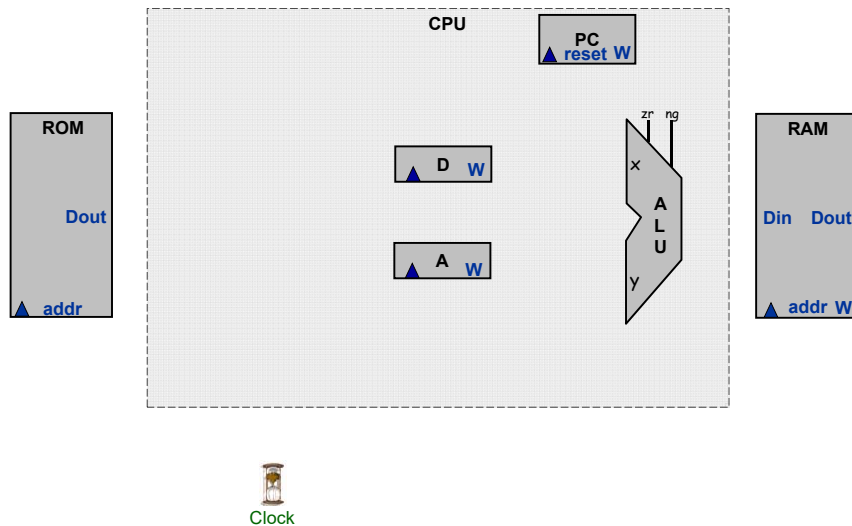 CPU
PC
reset W
ROM
Dout
addr
D W
A W
zr ng
x
A
L
U
y
RAM
Din Dout
addr W
Clock